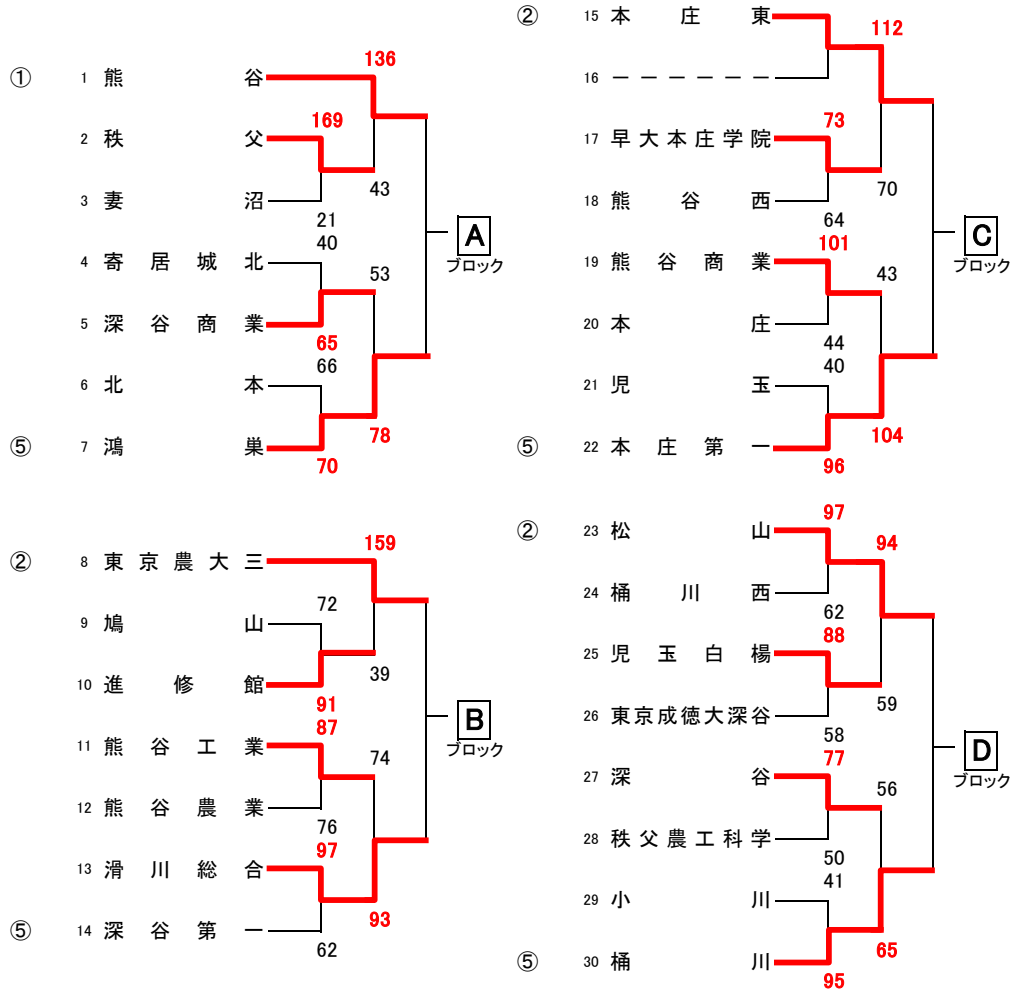 ① 1 熊谷 136
2 秩父 169
43
3 妻沼 21
4 寄居城北 40
53
5 深谷商業 65
6 北本 66
78
⑤ 7 鴻巣 70
A
ブロック
② 8 東京農大三 159
9 鳩山 72
39
10 進修館 91
11 熊谷工業 87
74
12 熊谷農業 76
13 滑川総合 97
93
⑤ 14 深谷第一 62
B
ブロック
② 15 本庄東 112
16 ーーーーーー
17 早大本庄学院 73
70
18 熊谷西 64
19 熊谷商業 101
43
20 本庄 44
21 児玉 40
104
⑤ 22 本庄第一 96
C
ブロック
② 23 松山 97
94
24 桶川西 62
25 児玉白楊 88
59
26 東京成徳大深谷 58
27 深谷 77
56
28 秩父農工科学 50
29 小川 41
65
⑤ 30 桶川 95
D
ブロック